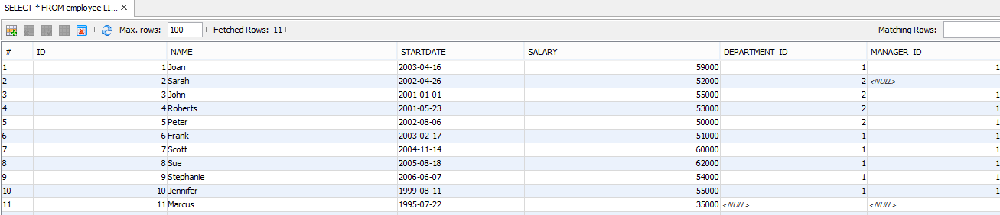 SELECT * FROM employee LI...
Max. rows: 100 Fetched Rows: 11 Matching Rows:
# ID NAME STARTDATE SALARY DEPARTMENT_ID MANAGER_ID
1 1 Joan 2003-04-16 59000 1 1
2 2 Sarah 2002-04-26 52000 2 <NULL>
3 3 John 2001-01-01 55000 2 1
4 4 Roberts 2001-05-23 53000 2 1
5 5 Peter 2002-08-06 50000 2 1
6 6 Frank 2003-02-17 51000 1 1
7 7 Scott 2004-11-14 60000 1 1
8 8 Sue 2005-08-18 62000 1 1
9 9 Stephanie 2006-06-07 54000 1 1
10 10 Jennifer 1999-08-11 55000 1 1
11 11 Marcus 1995-07-22 35000 <NULL> <NULL>